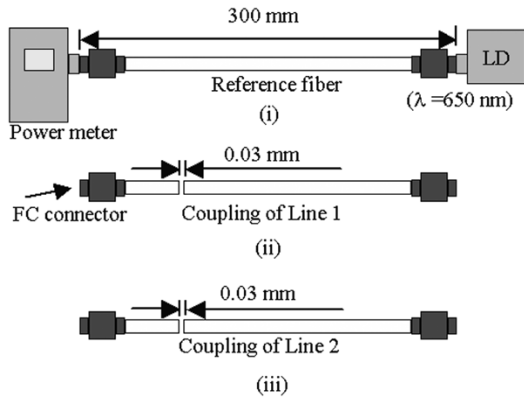 300 mm
LD
Reference fiber
(λ =650 nm)
Power meter
(i)
0.03 mm
FC connector
Coupling of Line 1
(ii)
0.03 mm
Coupling of Line 2
(iii)